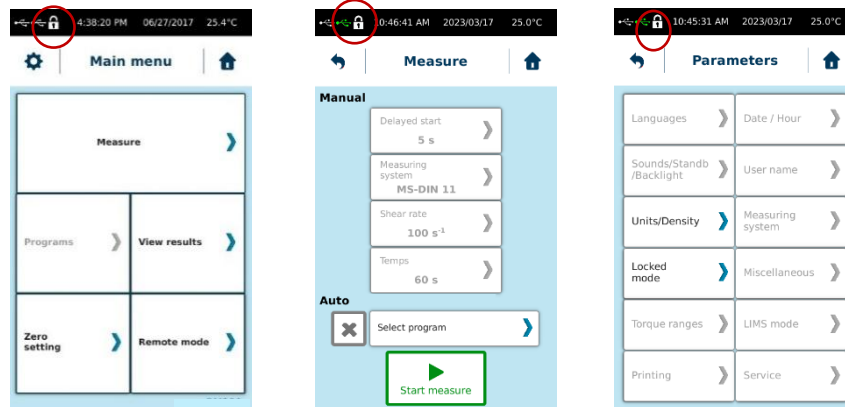 4:38:20 PM 06/27/2017 25.4°C
Main menu
Measure
Programs
View results
Zero
setting
Remote mode
0:46:41 AM 2023/03/17 25.0°C
Measure
Manual
Delayed start
5 s
Measuring
system
MS-DIN 11
Shear rate
100 s⁻¹
Temps
60 s
Auto
Select program
Start measure
10:45:31 AM 2023/03/17 25.0°C
Parameters
Languages
Date / Hour
Sounds/Standb
/Backlight
User name
Units/Density
Measuring
system
Locked
mode
Miscellaneous
Torque ranges
LIMS mode
Printing
Service